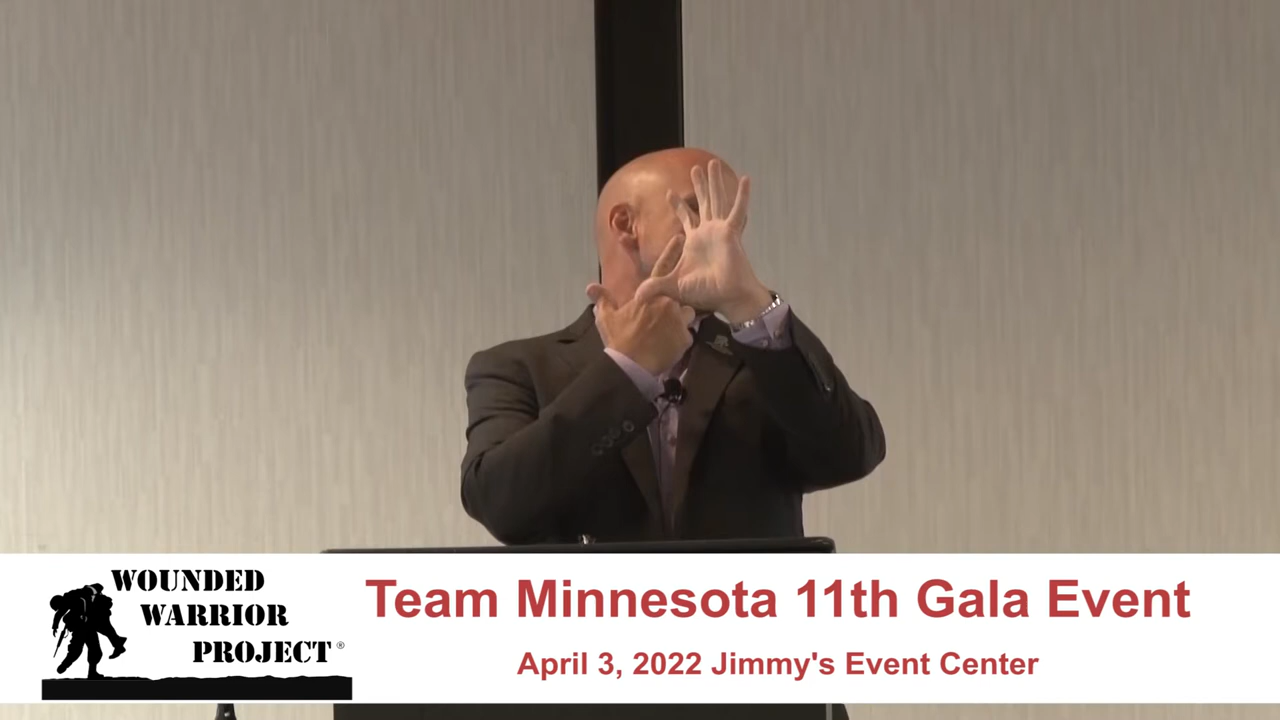 WOUNDED
WARRIOR
PROJECT®
Team Minnesota 11th Gala Event
April 3, 2022 Jimmy's Event Center